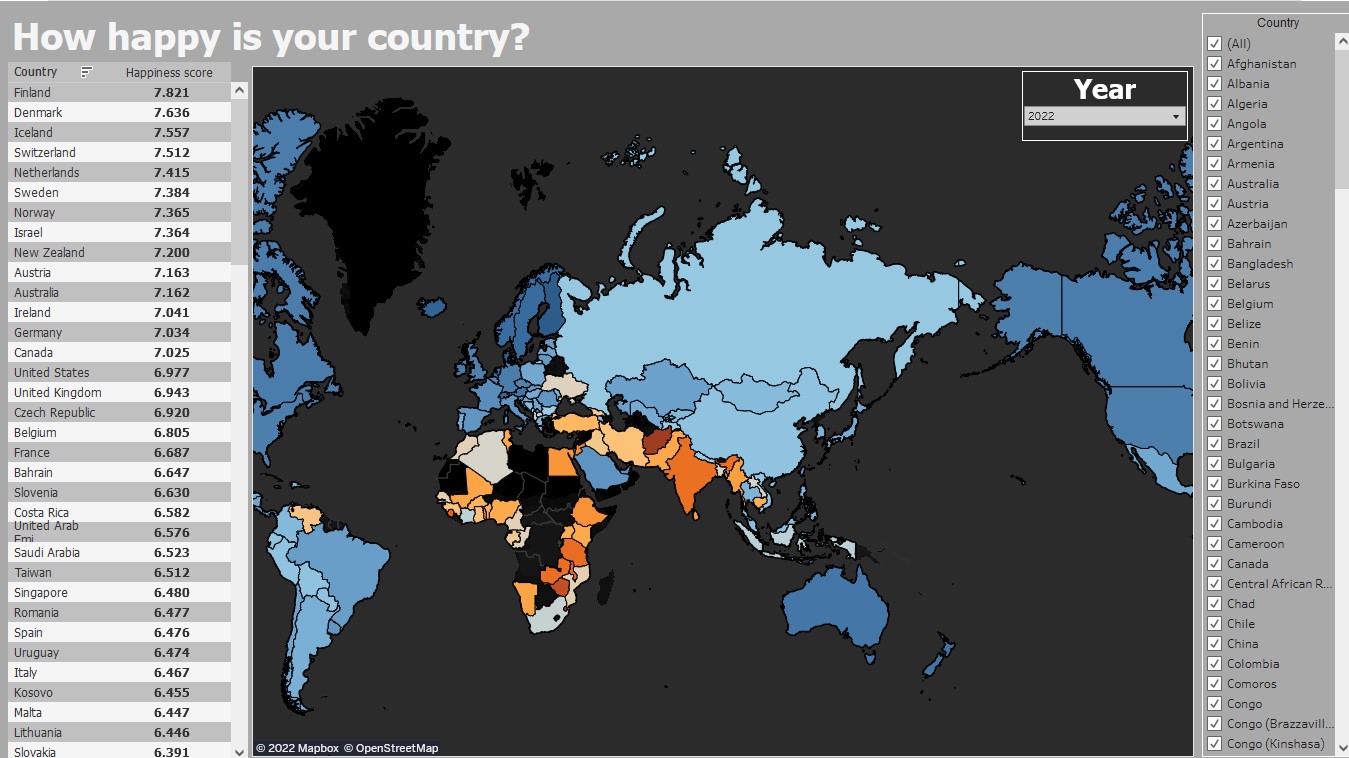 How happy is your country?
Country Happiness score
Finland 7.821
Denmark 7.636
Iceland 7.557
Switzerland 7.512
Netherlands 7.415
Sweden 7.384
Norway 7.365
Israel 7.364
New Zealand 7.200
Austria 7.163
Australia 7.162
Ireland 7.041
Germany 7.034
Canada 7.025
United States 6.977
United Kingdom 6.943
Czech Republic 6.920
Belgium 6.805
France 6.687
Bahrain 6.647
Slovenia 6.630
Costa Rica 6.582
United Arab
Emi 6.576
Saudi Arabia 6.523
Taiwan 6.512
Singapore 6.480
Romania 6.477
Spain 6.476
Uruguay 6.474
Italy 6.467
Kosovo 6.455
Malta 6.447
Lithuania 6.446
Slovakia 6.391
Year
2022
© 2022 Mapbox © OpenStreetMap
Country
(All)
Afghanistan
Albania
Algeria
Angola
Argentina
Armenia
Australia
Austria
Azerbaijan
Bahrain
Bangladesh
Belarus
Belgium
Belize
Benin
Bhutan
Bolivia
Bosnia and Herze...
Botswana
Brazil
Bulgaria
Burkina Faso
Burundi
Cambodia
Cameroon
Canada
Central African R...
Chad
Chile
China
Colombia
Comoros
Congo
Congo (Brazzavill...
Congo (Kinshasa)